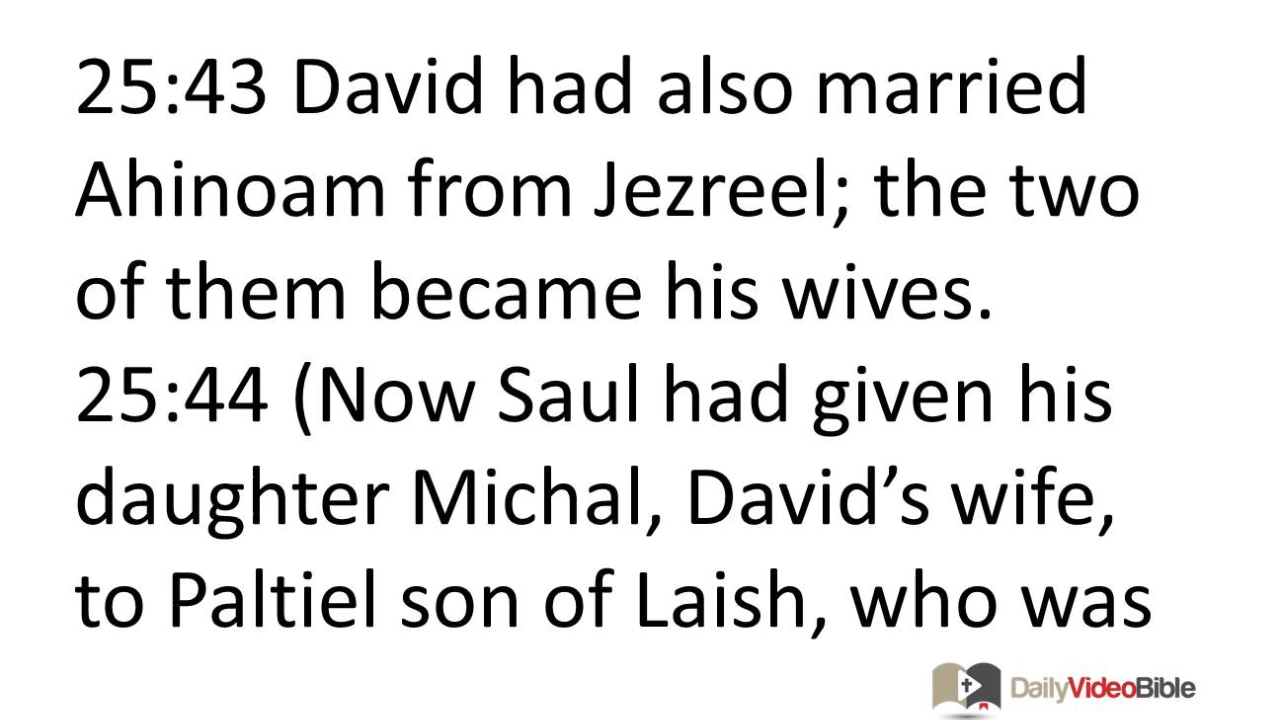 25:43 David had also married
Ahinoam from Jezreel; the two
of them became his wives.
25:44 (Now Saul had given his
daughter Michal, David’s wife,
to Paltiel son of Laish, who was
DailyVideoBible